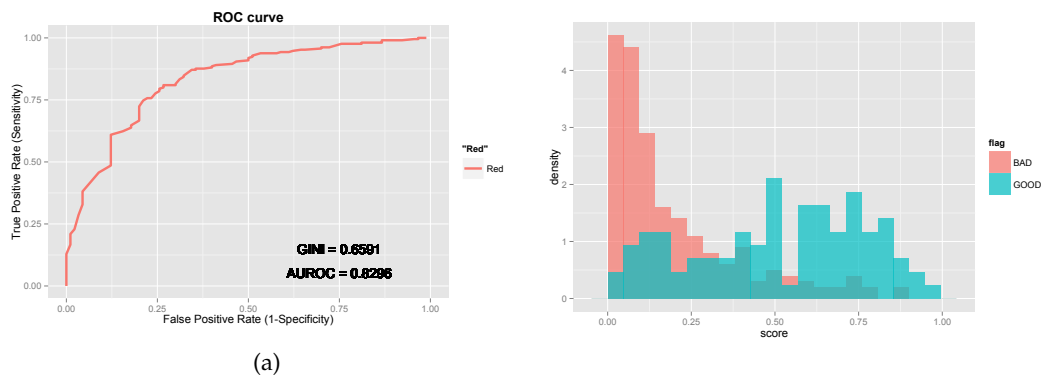 ROC curve
1.00
0.75
0.50
0.25
0.00
True Positive Rate (Sensitivity)
GINI = 0.6591
AUROC = 0.8296
0.00 0.25 0.50 0.75 1.00
False Positive Rate (1-Specificity)
"Red"
Red
(a)
4
3
2
1
0
density
0.00 0.25 0.50 0.75 1.00
score
flag
BAD
GOOD